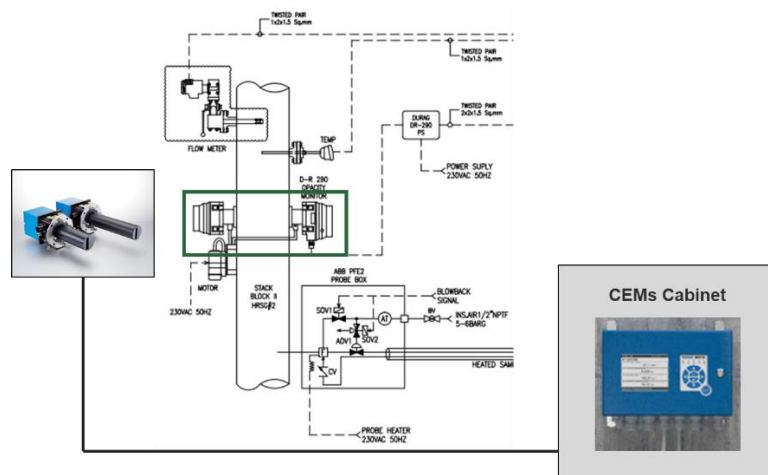 TWISTED PAIR
1x2x1.5 Sq.mm
TWISTED PAIR
1x2x1.5 Sq.mm
TWISTED PAIR
2x2x1.5 Sq.mm
DURAG
DR-290
PS
FLOW METER
TEMP
POWER SUPLY
230VAC 50HZ
D-R 290
OPACITY
MONITOR
MOTOR
230VAC 50HZ
STACK
BLOCK II
HRSG#2
ABB PFE2
PROBE BOX
BLOWBACK
SIGNAL
SOV1
AT
BV
INS.AIR1/2"NPTF
5-6BARG
AOV1
SOV2
CV
HEATED SAM
PROBE HEATER
230VAC 50HZ
CEMs Cabinet